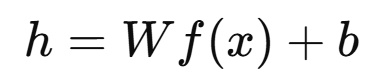 h = Wf(x) + b